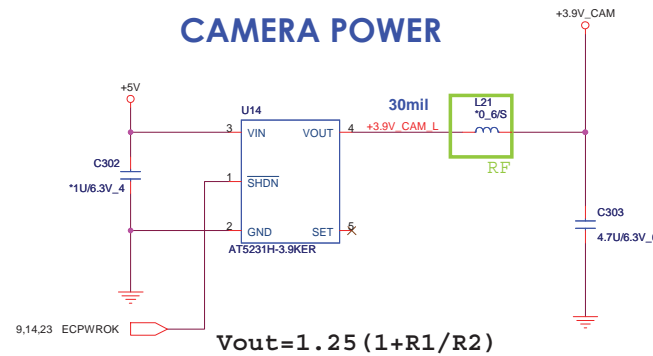 CAMERA POWER
+3.9V_CAM
+5V
U14
30mil
L21
*0_6/S
3
VIN
VOUT
4
+3.9V_CAM_L
RF
C302
*1U/6.3V_4
1
SHDN
2
GND
SET
5
AT5231H-3.9KER
C303
4.7U/6.3V_
9,14,23 ECPWROK
Vout=1.25(1+R1/R2)